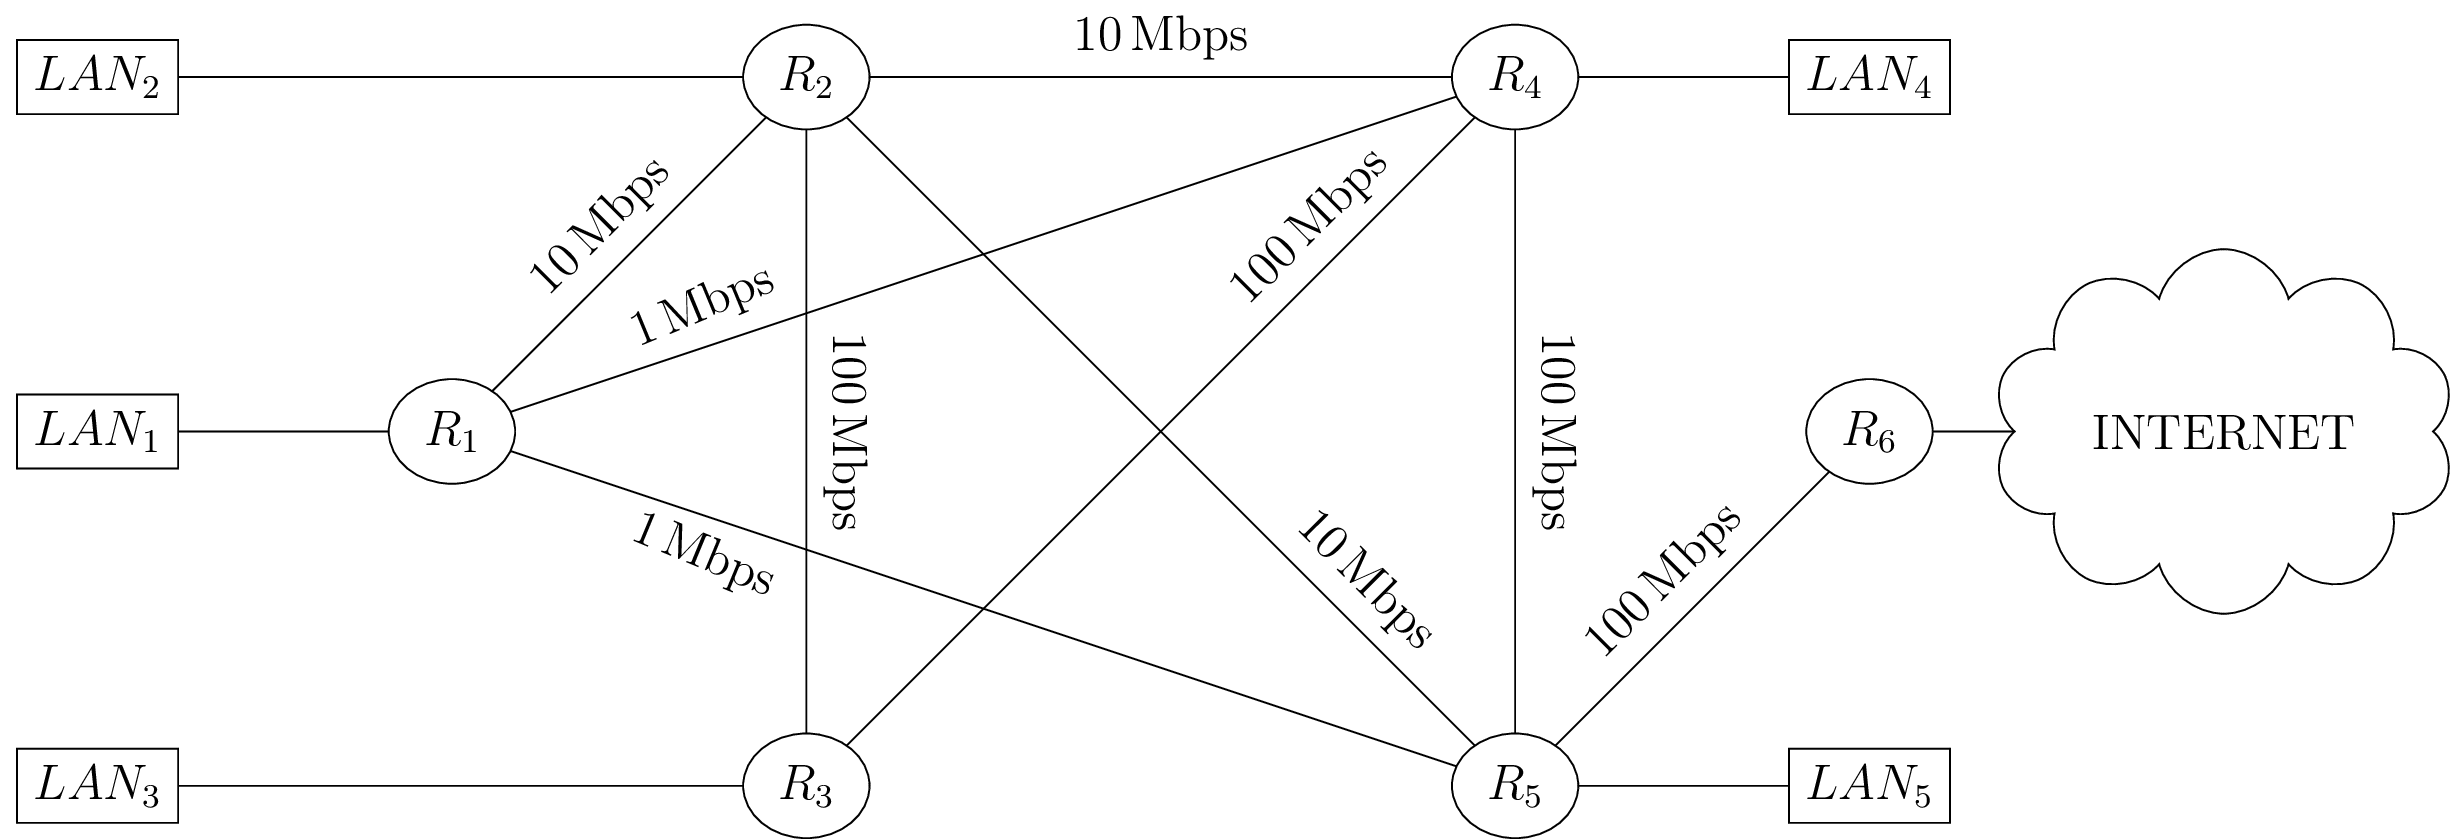 10 Mbps
LAN₂
R₂
R₄
LAN₄
10 Mbps
100 Mbps
1 Mbps
100 Mbps
100 Mbps
LAN₁
R₁
R₆
INTERNET
1 Mbps
10 Mbps
100 Mbps
LAN₃
R₃
R₅
LAN₅